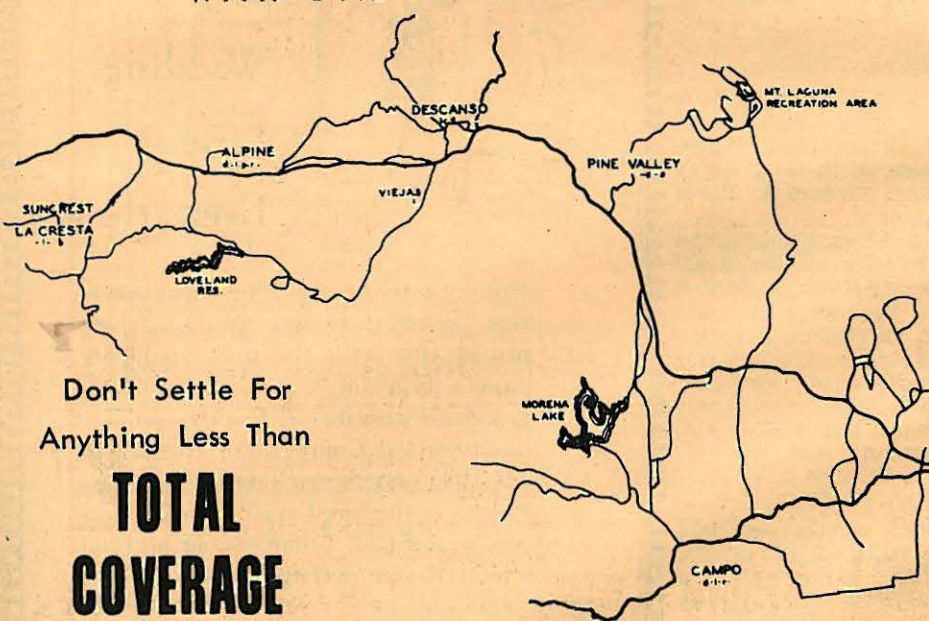 MT. LAGUNA
RECREATION AREA
DESCANSO
ALPINE
d.l.p.r.
PINE VALLEY
VIEJAS
SUNCREST
LA CRESTA
LOVELAND
RES.
Don't Settle For
Anything Less Than
TOTAL
COVERAGE
MORENA
LAKE
CAMPO
d.l.r.